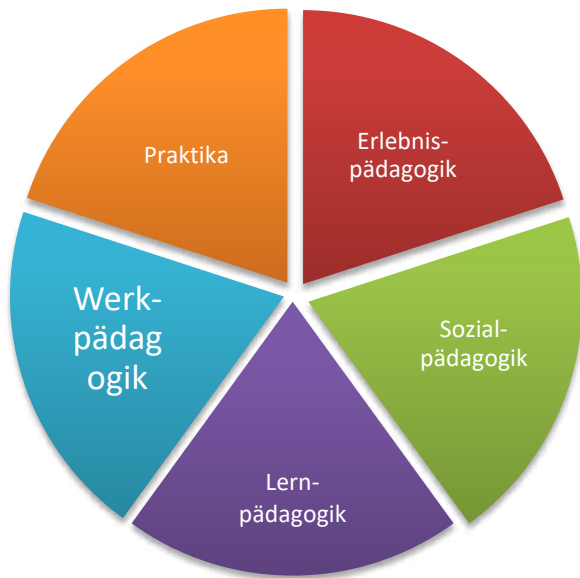 Praktika
Erlebnis-
pädagogik
Sozial-
pädagogik
Lern-
pädagogik
Werk-
pädag
ogik